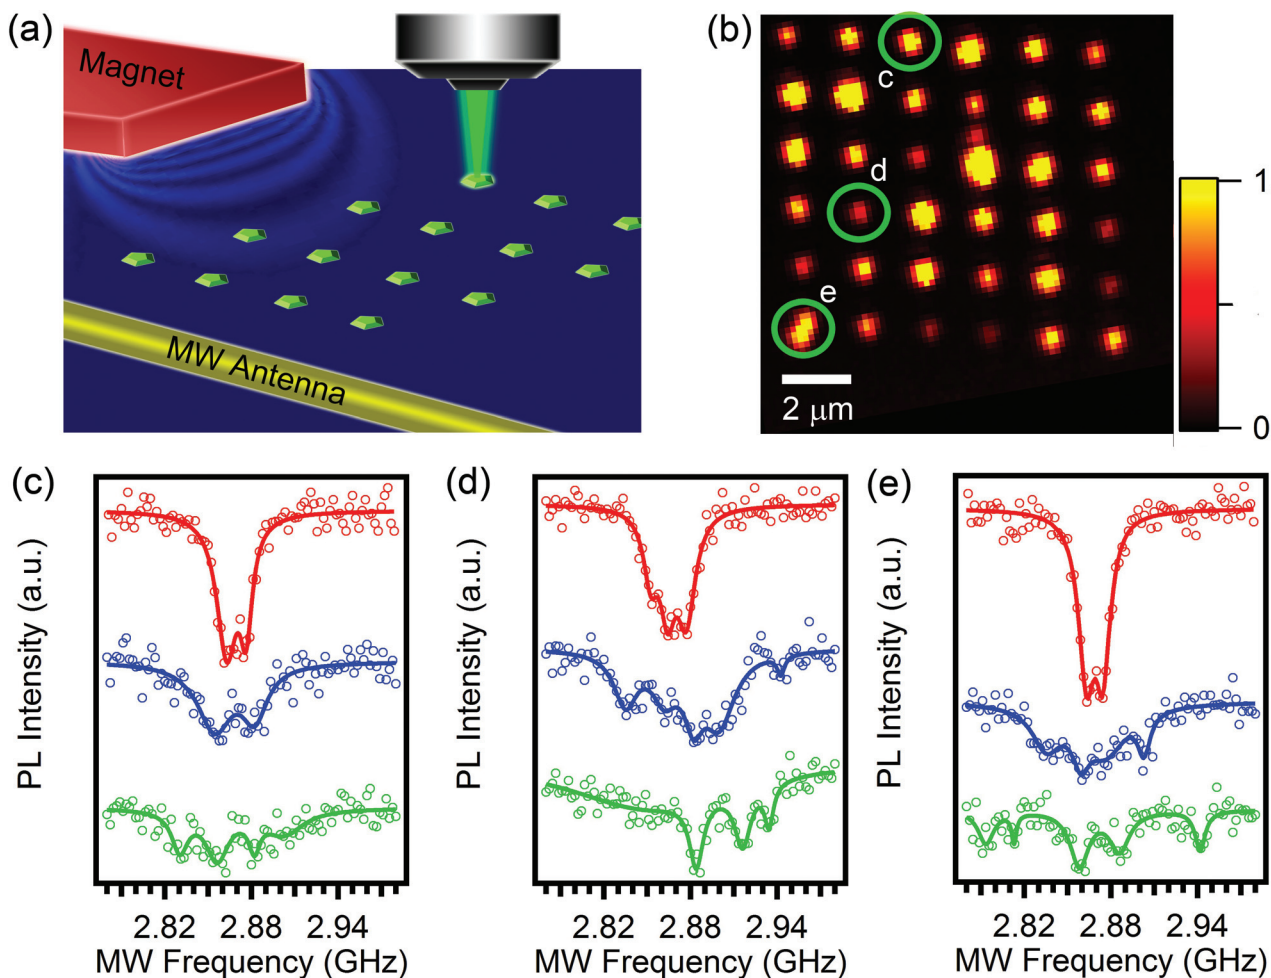 (a)
Magnet
MW Antenna
(b)
c
d
e
2 μm
1
0
(c)
PL Intensity (a.u.)
2.82 2.88 2.94
MW Frequency (GHz)
(d)
PL Intensity (a.u.)
2.82 2.88 2.94
MW Frequency (GHz)
(e)
PL Intensity (a.u.)
2.82 2.88 2.94
MW Frequency (GHz)